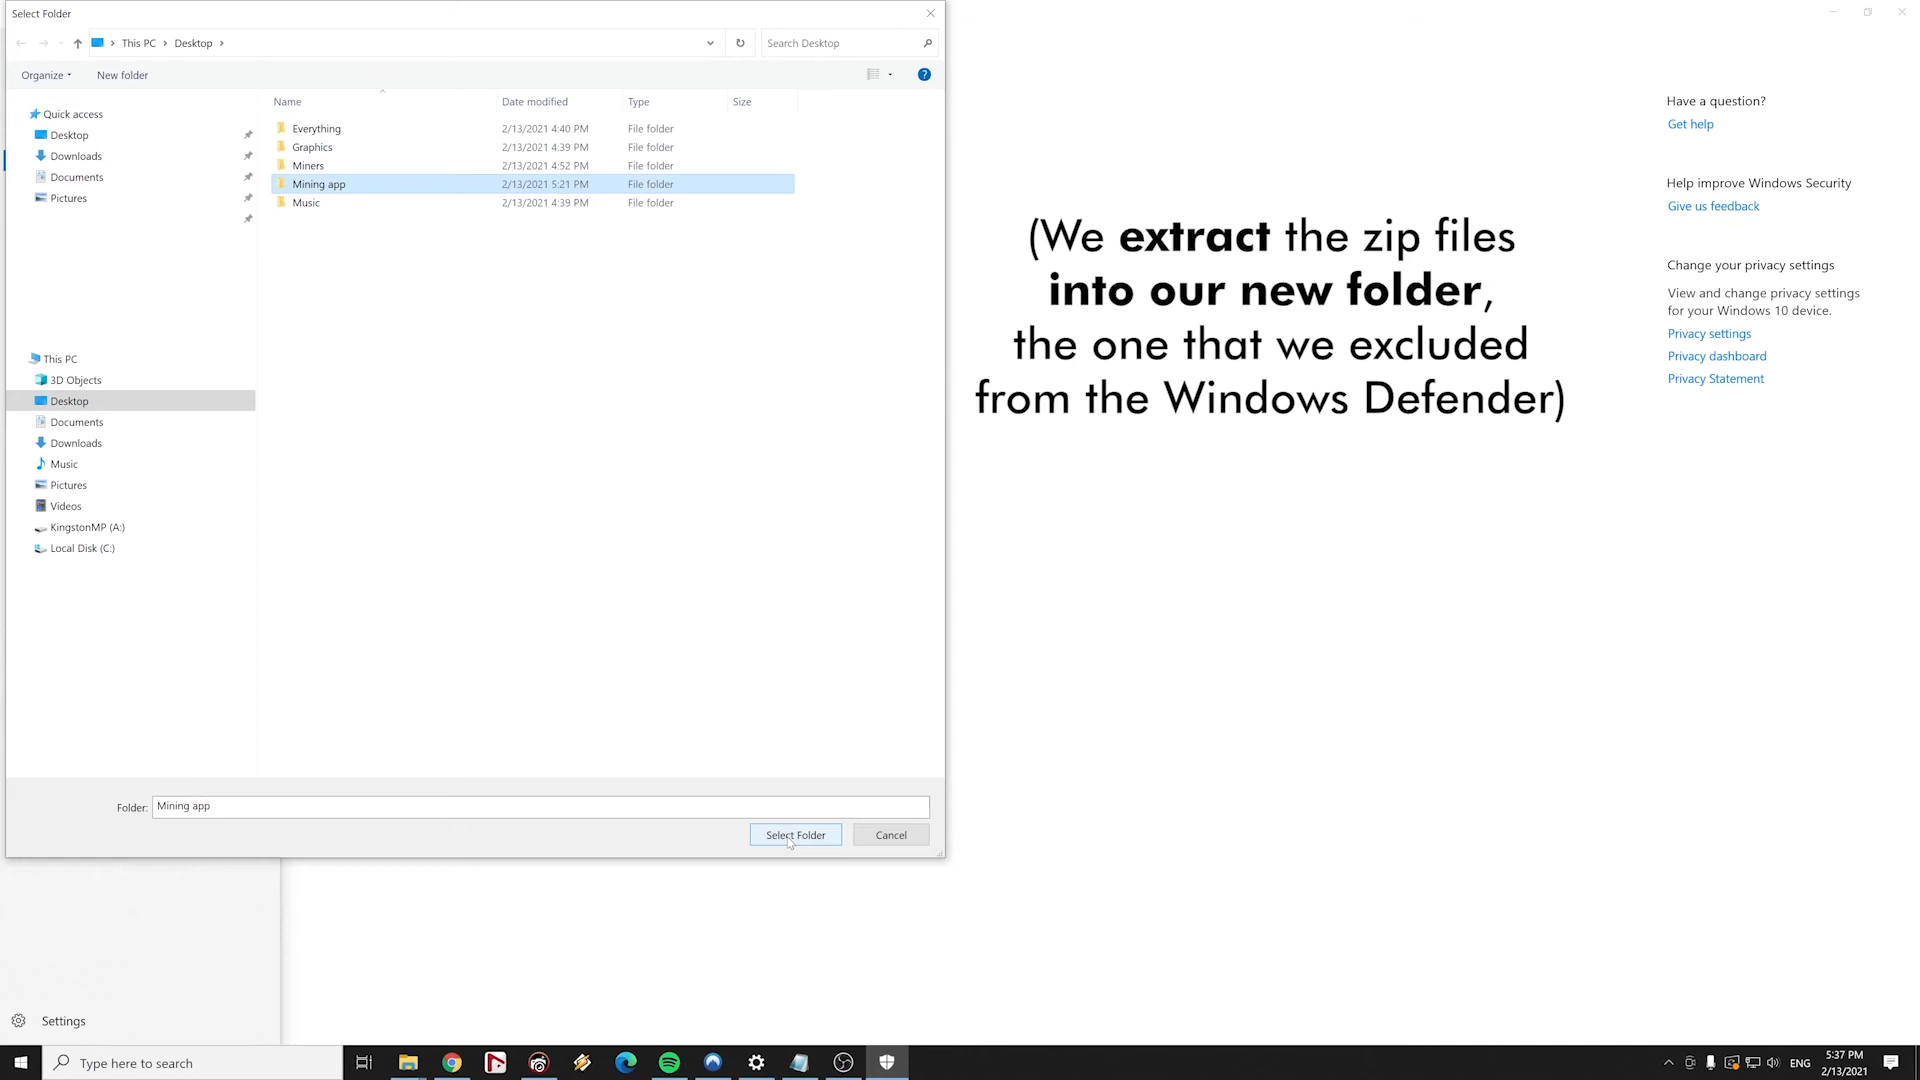 Select Folder
This PC
Desktop
Search Desktop
Organize
New folder
?
Name
Date modified
Type
Size
Quick access
Desktop
Downloads
Documents
Pictures
Everything
2/13/2021 4:40 PM
File folder
Graphics
2/13/2021 4:39 PM
File folder
Miners
2/13/2021 4:52 PM
File folder
Mining app
2/13/2021 5:21 PM
File folder
Music
2/13/2021 4:39 PM
File folder
This PC
3D Objects
Desktop
Documents
Downloads
Music
Pictures
Videos
KingstonMP (A:)
Local Disk (C:)
Folder:
Mining app
Select Folder
Cancel
(We extract the zip files
into our new folder,
the one that we excluded
from the Windows Defender)
Have a question?
Get help
Help improve Windows Security
Give us feedback
Change your privacy settings
View and change privacy settings
for your Windows 10 device.
Privacy settings
Privacy dashboard
Privacy Statement
Settings
Type here to search
ENG
5:37 PM
2/13/2021